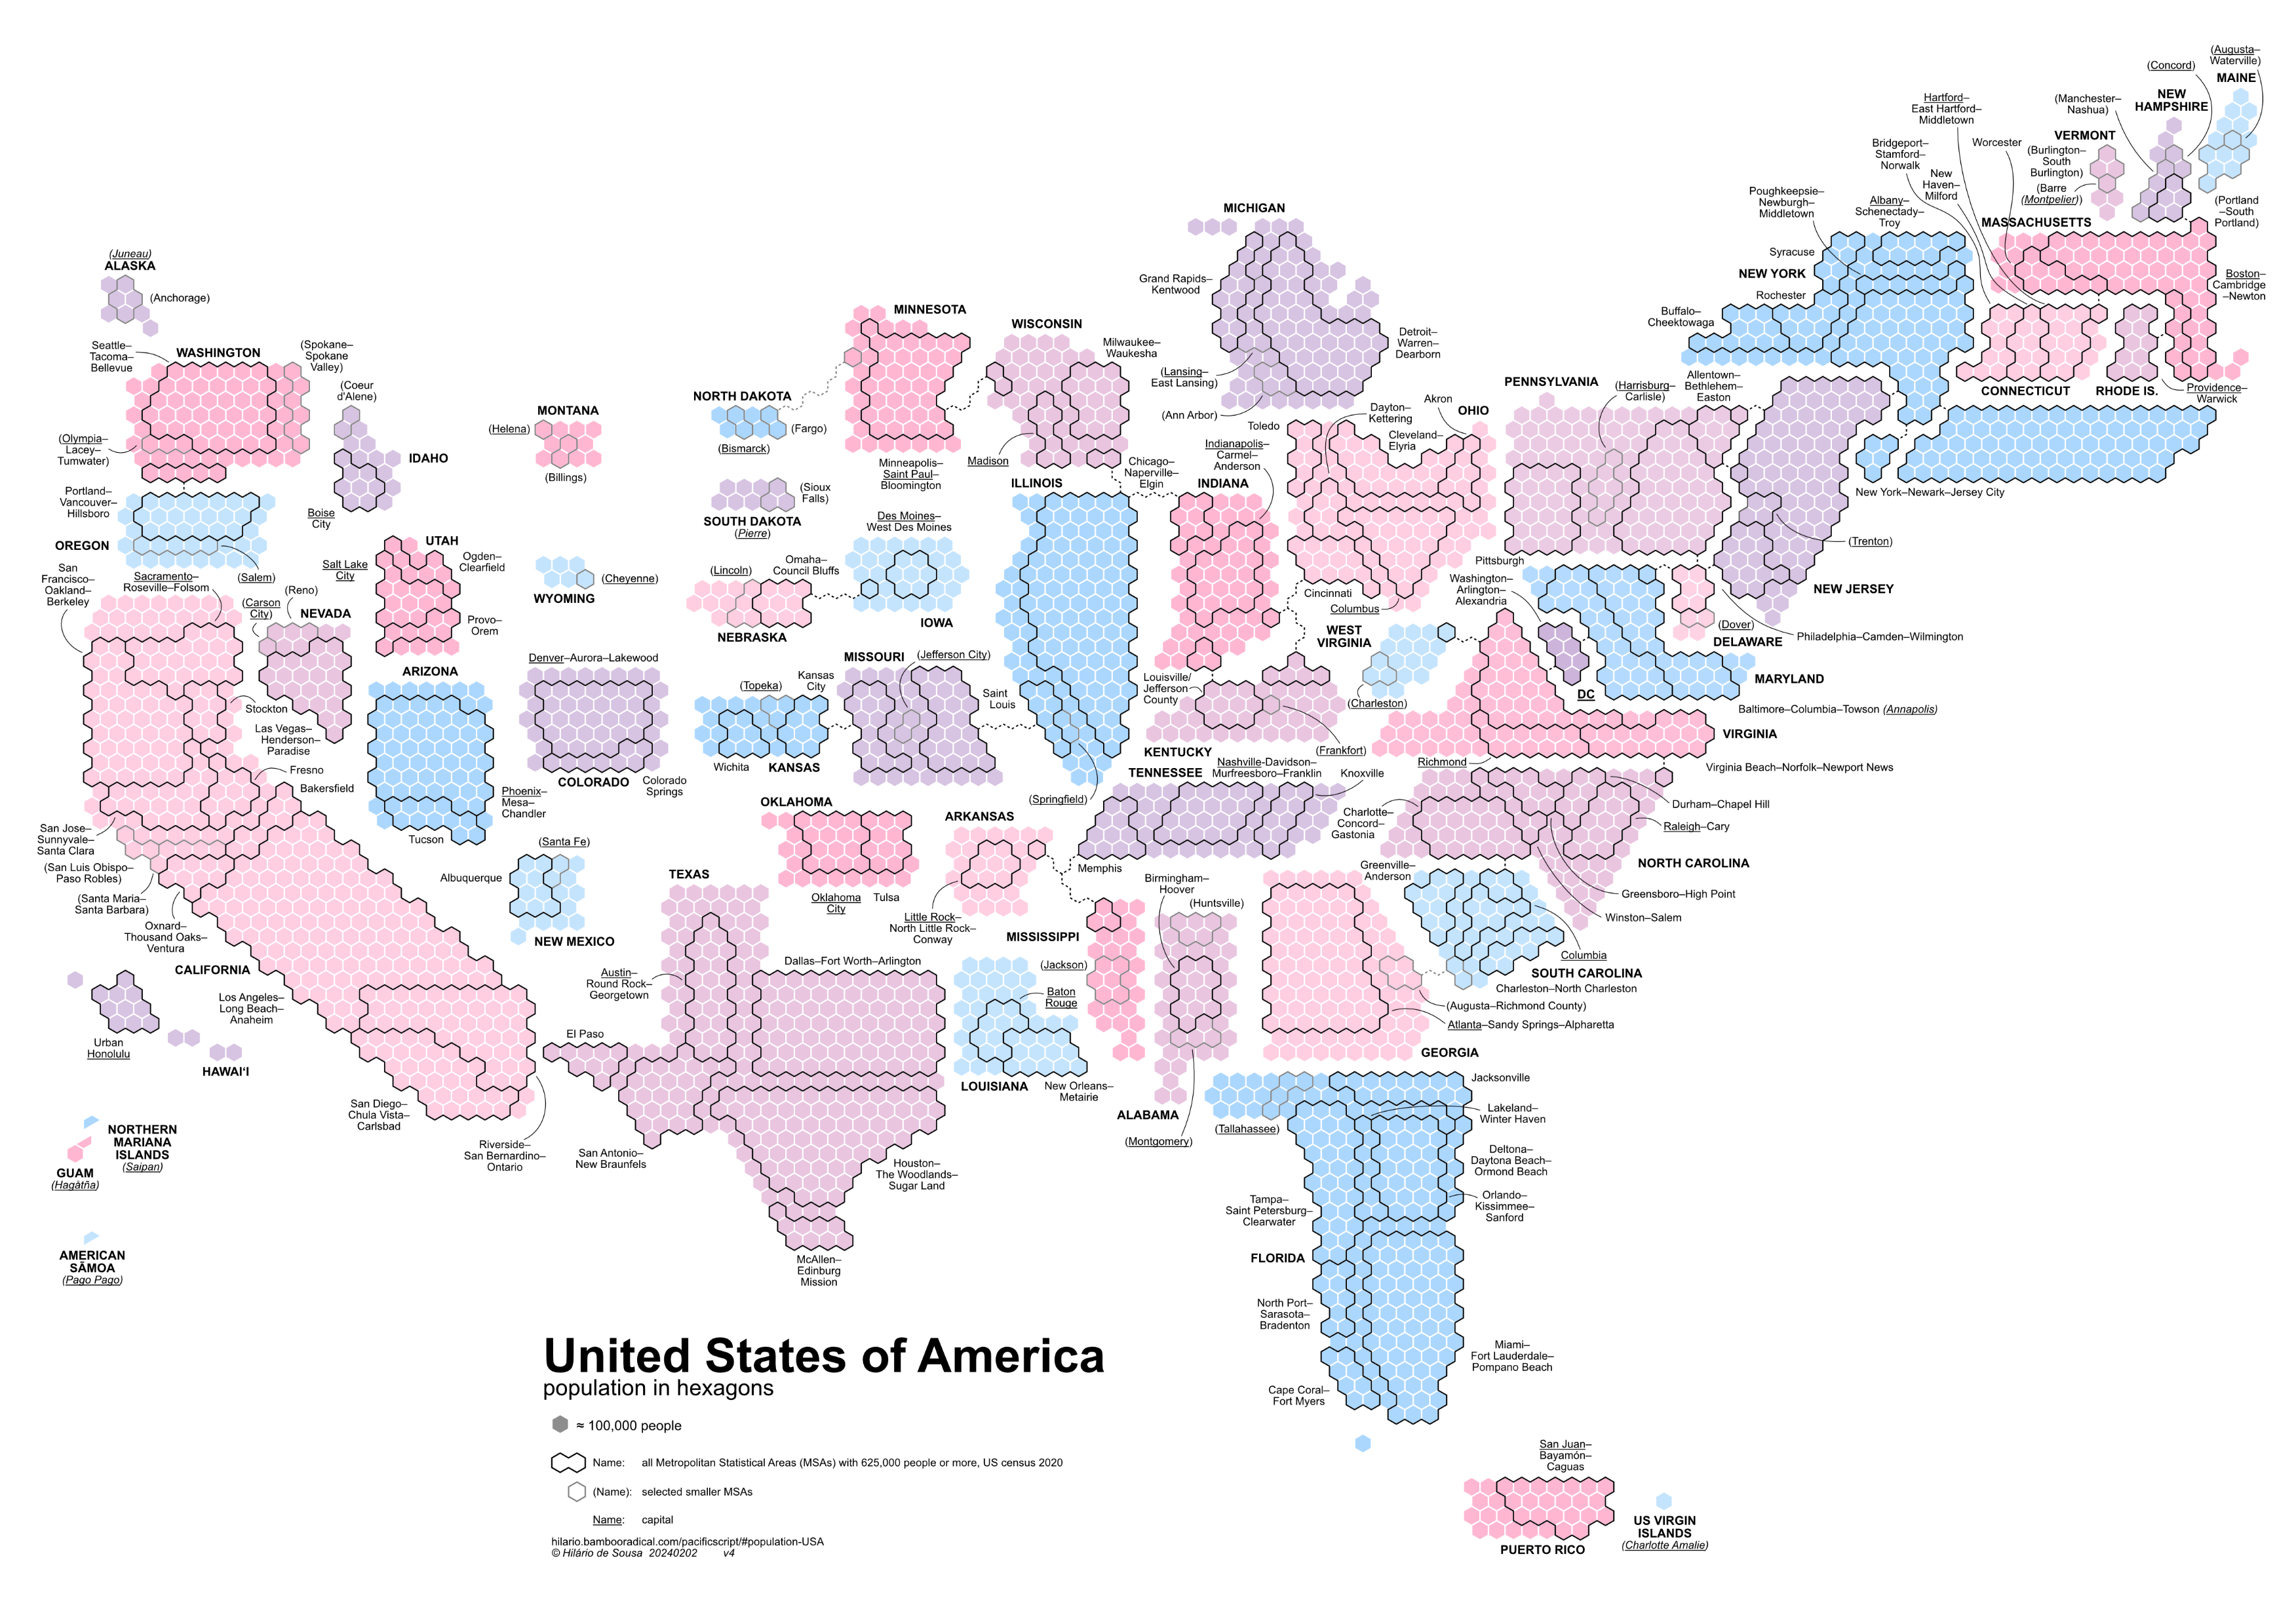 (Augusta–
Waterville)
MAINE
(Concord)
NEW
HAMPSHIRE
(Manchester–
Nashua)
VERMONT
(Burlington–
South
Burlington)
(Barre
(Montpelier))
(Portland
–South
Portland)
Hartford–
East Hartford–
Middletown
Worcester
Bridgeport–
Stamford–
Norwalk
New
Haven–
Milford
MASSACHUSETTS
Boston–
Cambridge
–Newton
Poughkeepsie–
Newburgh–
Middletown
Albany–
Schenectady–
Troy
Syracuse
NEW YORK
Rochester
Buffalo–
Cheektowaga
CONNECTICUT
RHODE IS.
Providence–
Warwick
New York–Newark–Jersey City
MICHIGAN
Grand Rapids–
Kentwood
Detroit–
Warren–
Dearborn
(Lansing–
East Lansing)
(Ann Arbor)
(Juneau)
ALASKA
(Anchorage)
Seattle–
Tacoma–
Bellevue
WASHINGTON
(Spokane–
Spokane
Valley)
(Olympia–
Lacey–
Tumwater)
(Coeur
d'Alene)
IDAHO
Boise
City
MONTANA
(Helena)
(Billings)
NORTH DAKOTA
(Fargo)
(Bismarck)
MINNESOTA
Minneapolis–
Saint Paul–
Bloomington
WISCONSIN
Milwaukee–
Waukesha
Madison
Chicago–
Naperville–
Elgin
ILLINOIS
(Springfield)
INDIANA
Indianapolis–
Carmel–
Anderson
Toledo
Dayton–
Kettering
Akron
OHIO
Cleveland–
Elyria
Cincinnati
Columbus
PENNSYLVANIA
(Harrisburg–
Carlisle)
Allentown–
Bethlehem–
Easton
Pittsburgh
(Trenton)
NEW JERSEY
Philadelphia–Camden–Wilmington
(Dover)
DELAWARE
Portland–
Vancouver–
Hillsboro
OREGON
(Salem)
SOUTH DAKOTA
(Sioux
Falls)
(Pierre)
Des Moines–
West Des Moines
IOWA
WYOMING
(Cheyenne)
(Lincoln)
Omaha–
Council Bluffs
NEBRASKA
UTAH
Salt Lake
City
Ogden–
Clearfield
Provo–
Orem
San
Francisco–
Oakland–
Berkeley
Sacramento–
Roseville–Folsom
(Carson
City)
(Reno)
NEVADA
Las Vegas–
Henderson–
Paradise
Stockton
Fresno
Bakersfield
San Jose–
Sunnyvale–
Santa Clara
(San Luis Obispo–
Paso Robles)
(Santa Maria–
Santa Barbara)
Oxnard–
Thousand Oaks–
Ventura
CALIFORNIA
Los Angeles–
Long Beach–
Anaheim
San Diego–
Chula Vista–
Carlsbad
Riverside–
San Bernardino–
Ontario
ARIZONA
Phoenix–
Mesa–
Chandler
Tucson
Denver–Aurora–Lakewood
COLORADO
Colorado
Springs
(Topeka)
Kansas
City
Wichita
KANSAS
MISSOURI
(Jefferson City)
Saint
Louis
Louisville/
Jefferson
County
KENTUCKY
(Frankfort)
WEST
VIRGINIA
(Charleston)
Washington–
Arlington–
Alexandria
DC
MARYLAND
Baltimore–Columbia–Towson (Annapolis)
VIRGINIA
Richmond
Virginia Beach–Norfolk–Newport News
TENNESSEE
Nashville-Davidson–
Murfreesboro–Franklin
Knoxville
Memphis
Charlotte–
Concord–
Gastonia
Durham–Chapel Hill
Raleigh–Cary
NORTH CAROLINA
Greensboro–High Point
Winston–Salem
Greenville–
Anderson
Columbia
SOUTH CAROLINA
Charleston–North Charleston
(Augusta–Richmond County)
Atlanta–Sandy Springs–Alpharetta
GEORGIA
(Santa Fe)
Albuquerque
NEW MEXICO
OKLAHOMA
Oklahoma
City
Tulsa
ARKANSAS
Little Rock–
North Little Rock–
Conway
TEXAS
Dallas–Fort Worth–Arlington
Austin–
Round Rock–
Georgetown
El Paso
San Antonio–
New Braunfels
Houston–
The Woodlands–
Sugar Land
McAllen–
Edinburg
Mission
Baton
Rouge
LOUISIANA
New Orleans–
Metairie
MISSISSIPPI
(Jackson)
Birmingham–
Hoover
(Huntsville)
ALABAMA
(Montgomery)
Jacksonville
(Tallahassee)
Lakeland–
Winter Haven
Deltona–
Daytona Beach–
Ormond Beach
Orlando–
Kissimmee–
Sanford
Tampa–
Saint Petersburg–
Clearwater
FLORIDA
North Port–
Sarasota–
Bradenton
Miami–
Fort Lauderdale–
Pompano Beach
Cape Coral–
Fort Myers
Urban
Honolulu
HAWAIʻI
NORTHERN
MARIANA
ISLANDS
(Saipan)
GUAM
(Hagåtña)
AMERICAN
SĀMOA
(Pago Pago)
San Juan–
Bayamón–
Caguas
PUERTO RICO
US VIRGIN
ISLANDS
(Charlotte Amalie)
United States of America
population in hexagons
≈ 100,000 people
Name: all Metropolitan Statistical Areas (MSAs) with 625,000 people or more, US census 2020
(Name): selected smaller MSAs
Name: capital
hilario.bambooradical.com/pacificscript/#population-USA
© Hilário de Sousa 20240202 v4